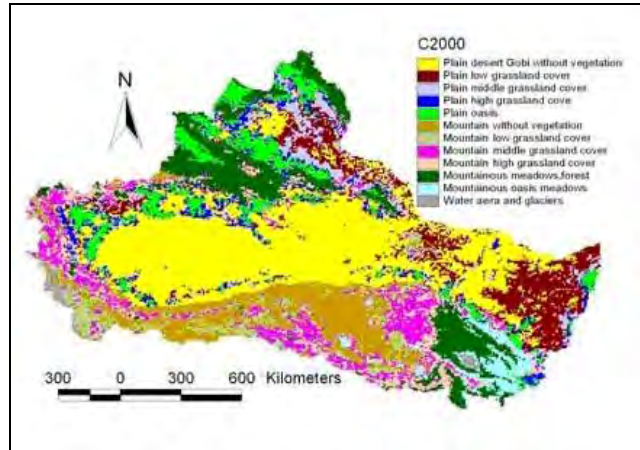 C2000
N
Plain desert Gobi without vegetation
Plain low grassland cover
Plain middle grassland cover
Plain high grassland cove
Plain oasis
Mountain without vegetation
Mountain low grassland cover
Mountain middle grassland cover
Mountain high grassland cover
Mountainous meadows,forest
Mountainous oasis meadows
Water aera and glaciers
300 0 300 600 Kilometers